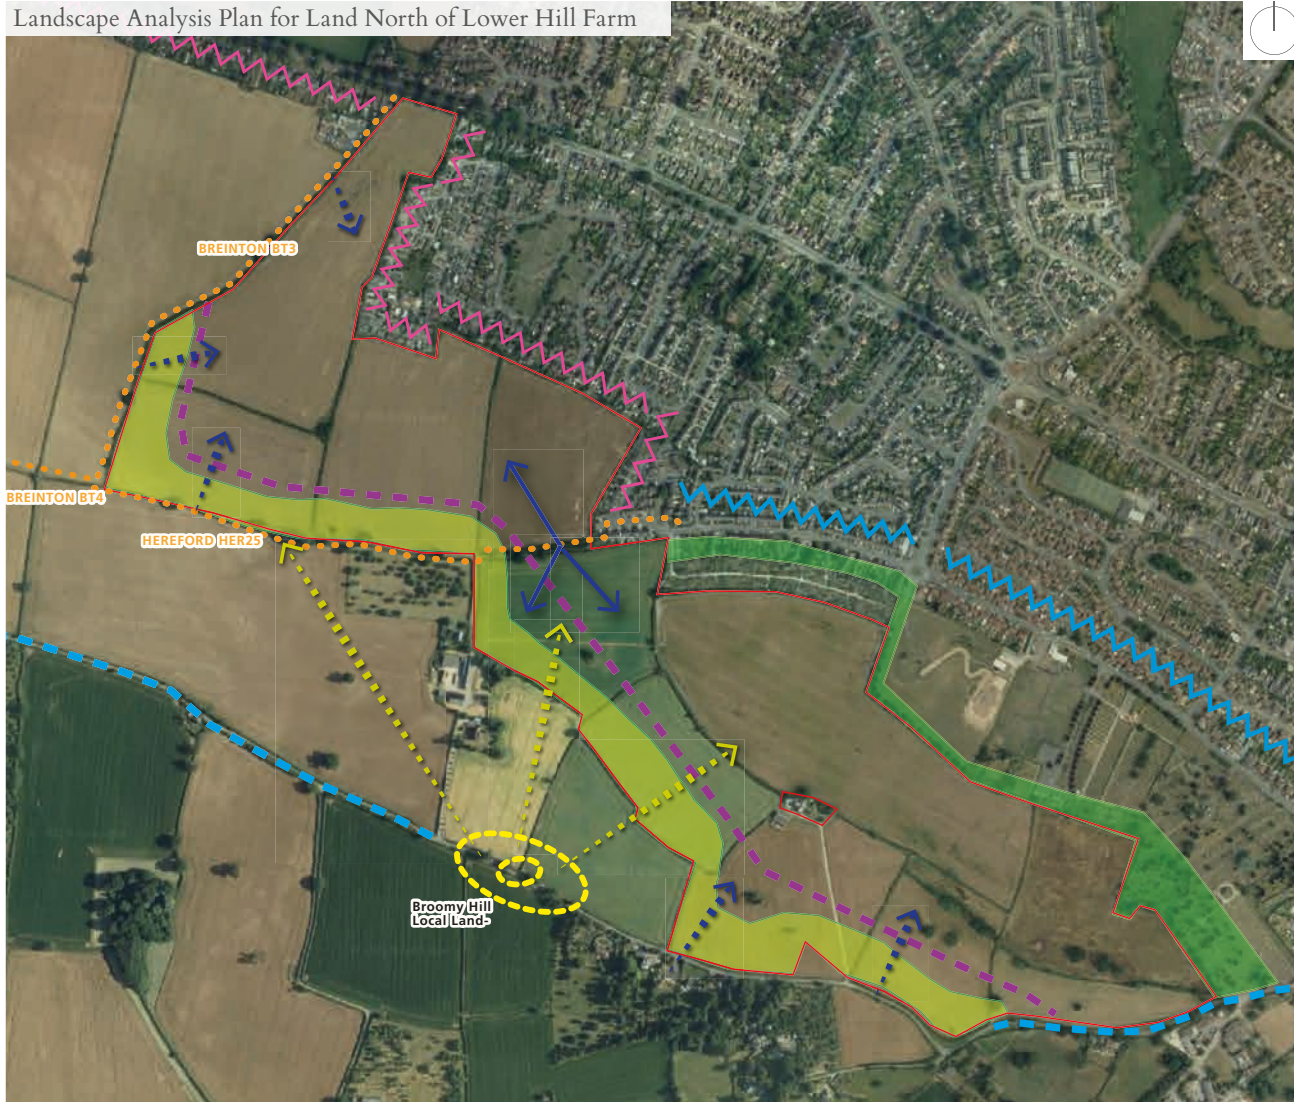 Landscape Analysis Plan for Land North of Lower Hill Farm
BREINTON BT3
BREINTON BT4
HEREFORD HER25
Broomy Hill
Local Land-